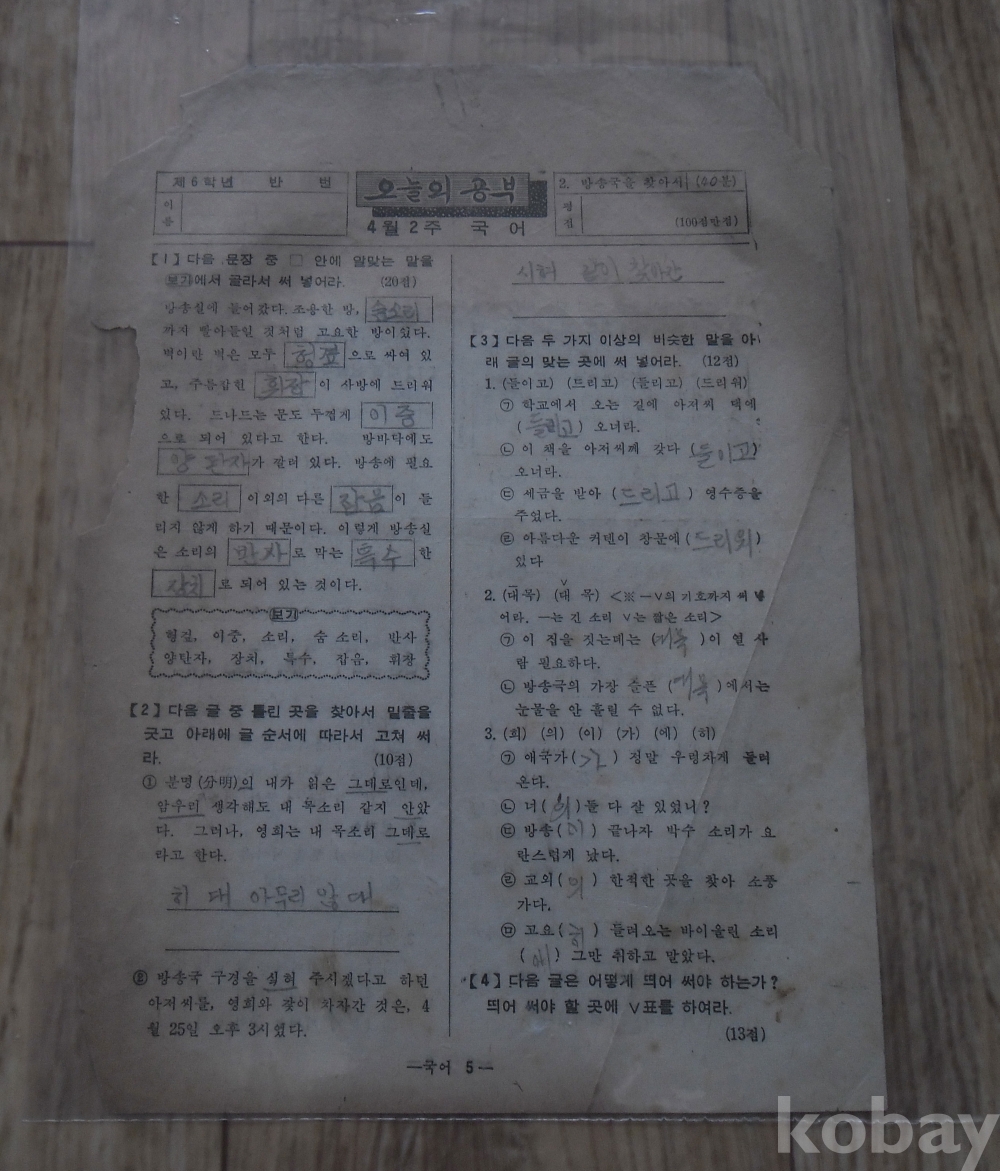 제 6 학년 반 번
이름
오늘의 공부
4월 2주 국 어
2. 방송국을 찾아서 (40분)
평점
(100점만점)
【1】다음 문장 중 □ 안에 알맞는 말을
보기에서 골라서 써 넣어라. (20점)
방송실에 들어갔다. 조용한 방, 숨소리
까지 빨아들인 것처럼 고요한 방이었다.
벽이란 벽은 모두 헝겊 으로 싸여 있
고, 주름잡힌 휘장 이 사방에 드리워
있다. 드나드는 문도 두껍게 이중
으로 되어 있다고 한다. 방바닥에도
양탄자 가 깔려 있다. 방송에 필요
한 소리 이외의 다른 잡음 이 들
리지 않게 하기 때문이다. 이렇게 방송실
은 소리의 반사 로 막는 특수 한
장치 로 되어 있는 것이다.
보기
헝겊, 이중, 소리, 숨 소리, 반사
양탄자, 장치, 특수, 잡음, 휘장
【2】다음 글 중 틀린 곳을 찾아서 밑줄을
긋고 아래에 글 순서에 따라서 고쳐 써
라. (10점)
① 분명(分明)의 내가 읽은 그데로인데,
암우리 생각해도 내 목소리 같지 안았
다. 그러나, 영희는 내 목소리 그데로
라고 한다.
히 대 아무리 않 대
② 방송국 구경을 싴혀 주시겠다고 하던
아저씨를, 영희와 갗이 차자간 것은, 4
월 25일 오후 3시였다.
시켜 같이 찾아간
【3】다음 두 가지 이상의 비슷한 말을 아
래 글의 맞는 곳에 써 넣어라. (12점)
1. (들이고) (드리고) (들리고) (드리워)
㉠ 학교에서 오는 길에 아저씨 댁에
(들리고) 오너라.
㉡ 이 책을 아저씨께 갖다 (들이고)
오너라.
㉢ 세금을 받아 (드리고) 영수증을
주었다.
㉣ 아름다운 커텐이 창문에 (드리워)
있다
2. (대목) (대 목) <※ ―∨의 기호까지 써 넣
어라. ―는 긴 소리 ∨는 짧은 소리>
㉠ 이 집을 짓는데는 (대목)이 열 사
람 필요하다.
㉡ 방송국의 가장 슬픈 (대목)에서는
눈물을 안 흘릴 수 없다.
3. (희) (의) (이) (가) (에) (히)
㉠ 애국가(가) 정말 우렁차게 들려
온다.
㉡ 너(희)들 다 잘 있었니?
㉢ 방송(이) 끝나자 박수 소리가 요
란스럽게 났다.
㉣ 교외(의) 한적한 곳을 찾아 소풍
가다.
㉤ 고요(히) 들려오는 바이올린 소리
(에) 그만 취하고 말았다.
【4】다음 글은 어떻게 띄어 써야 하는가?
띄어 써야 할 곳에 ∨표를 하여라.
(13점)
―국어 5―
kobay